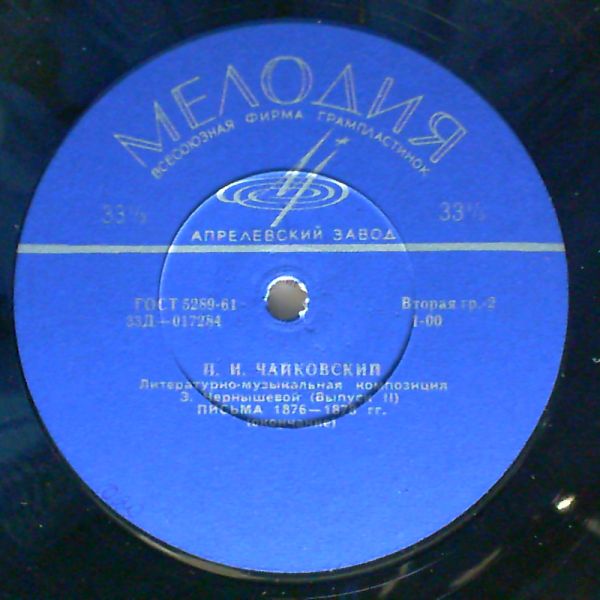 МЕЛОДИЯ
ВСЕСОЮЗНАЯ ФИРМА ГРАМПЛАСТИНОК
33⅓ 33⅓
АПРЕЛЕВСКИЙ ЗАВОД
ГОСТ 5289-61 Вторая гр.-2
33Д—017284 1-00
П. И. ЧАЙКОВСКИЙ
Литературно-музыкальная композиция
Э. Чернышевой (Выпуск II)
ПИСЬМА 1876—1878 гг.
(окончание)